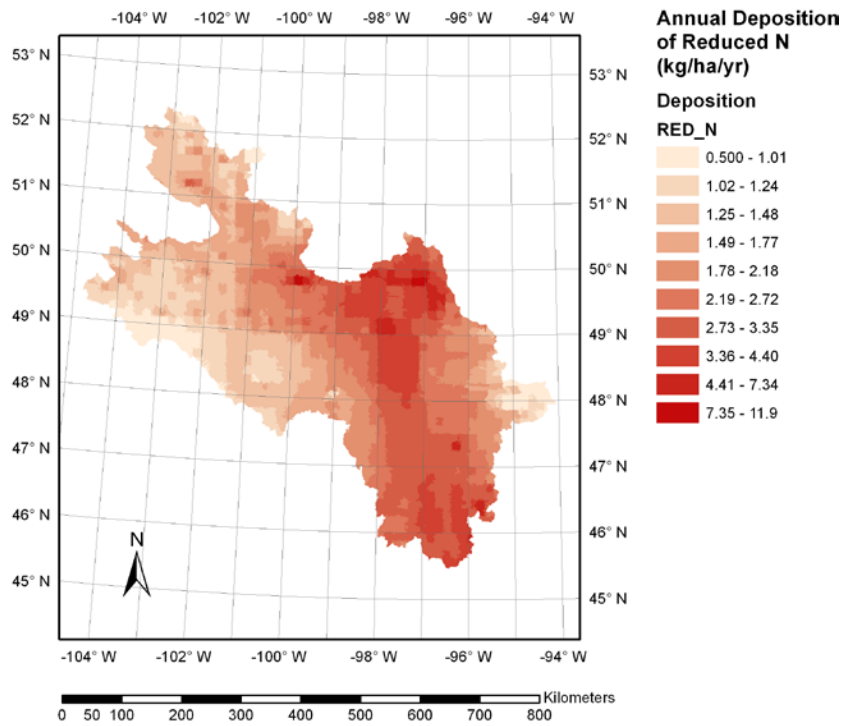 -104° W -102° W -100° W -98° W -96° W -94° W
Annual Deposition
of Reduced N
(kg/ha/yr)
Deposition
RED_N
0.500 - 1.01
1.02 - 1.24
1.25 - 1.48
1.49 - 1.77
1.78 - 2.18
2.19 - 2.72
2.73 - 3.35
3.36 - 4.40
4.41 - 7.34
7.35 - 11.9
53° N
52° N
51° N
50° N
49° N
48° N
47° N
46° N
45° N
53° N
52° N
51° N
50° N
49° N
48° N
47° N
46° N
45° N
N
-104° W -102° W -100° W -98° W -96° W -94° W
Kilometers
0 50 100 200 300 400 500 600 700 800